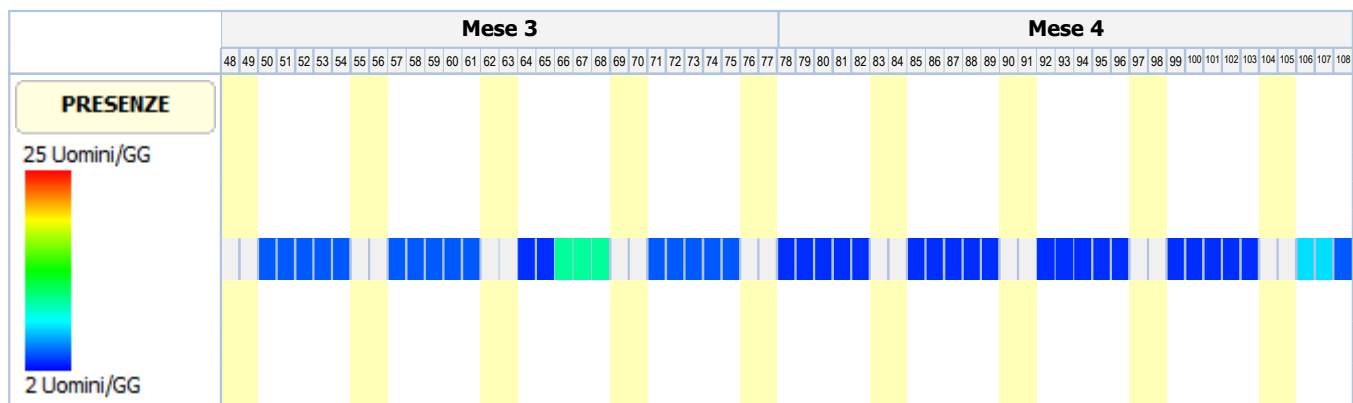 Mese 3 Mese 4
48 49 50 51 52 53 54 55 56 57 58 59 60 61 62 63 64 65 66 67 68 69 70 71 72 73 74 75 76 77 78 79 80 81 82 83 84 85 86 87 88 89 90 91 92 93 94 95 96 97 98 99 100 101 102 103 104 105 106 107 108
PRESENZE
25 Uomini/GG
2 Uomini/GG